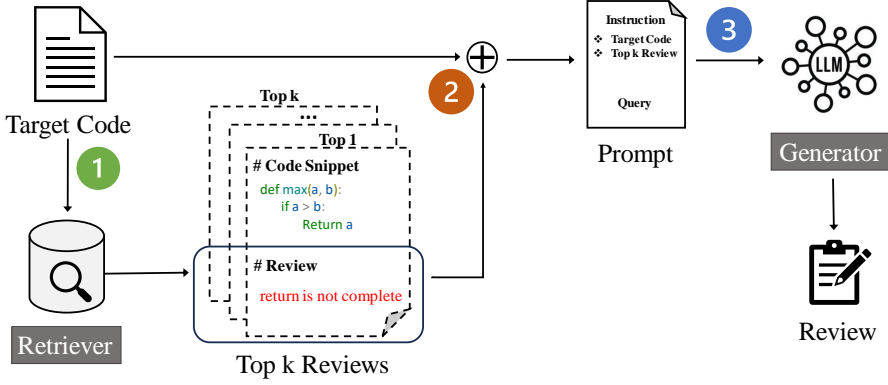 Target Code
1
Retriever
Top k
...
Top 1
# Code Snippet
def max(a, b):
if a > b:
Return a
# Review
return is not complete
Top k Reviews
2
Instruction
❖ Target Code
❖ Top k Review
Query
Prompt
3
LLM
Generator
Review